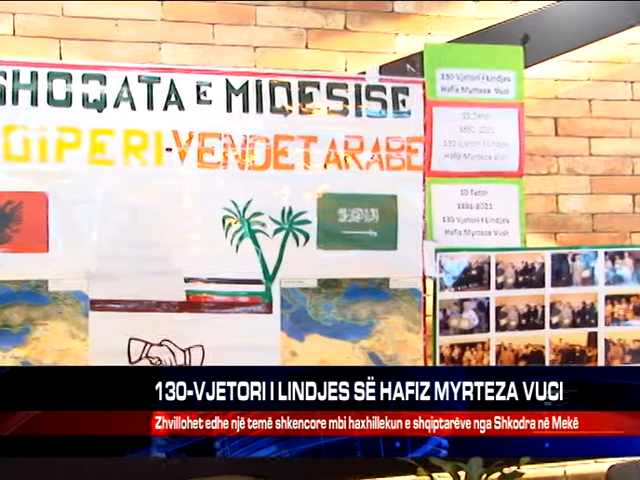 SHOQATA E MIQESISE
QIPERI-VENDET ARABE
130 Vjetori i Lindjes
Hafiz Myrteza Vuci
10 Tetor
1891-2021
130 Vjetori i Lindjes
Hafiz Myrteza Vuci
10 Tetor
1891-2021
130 Vjetori i Lindjes
Hafiz Myrteza Vuci
130-VJETORI I LINDJES SË HAFIZ MYRTEZA VUCI
Zhvillohet edhe një temë shkencore mbi haxhillekun e shqiptarëve nga Shkodra në Mekë